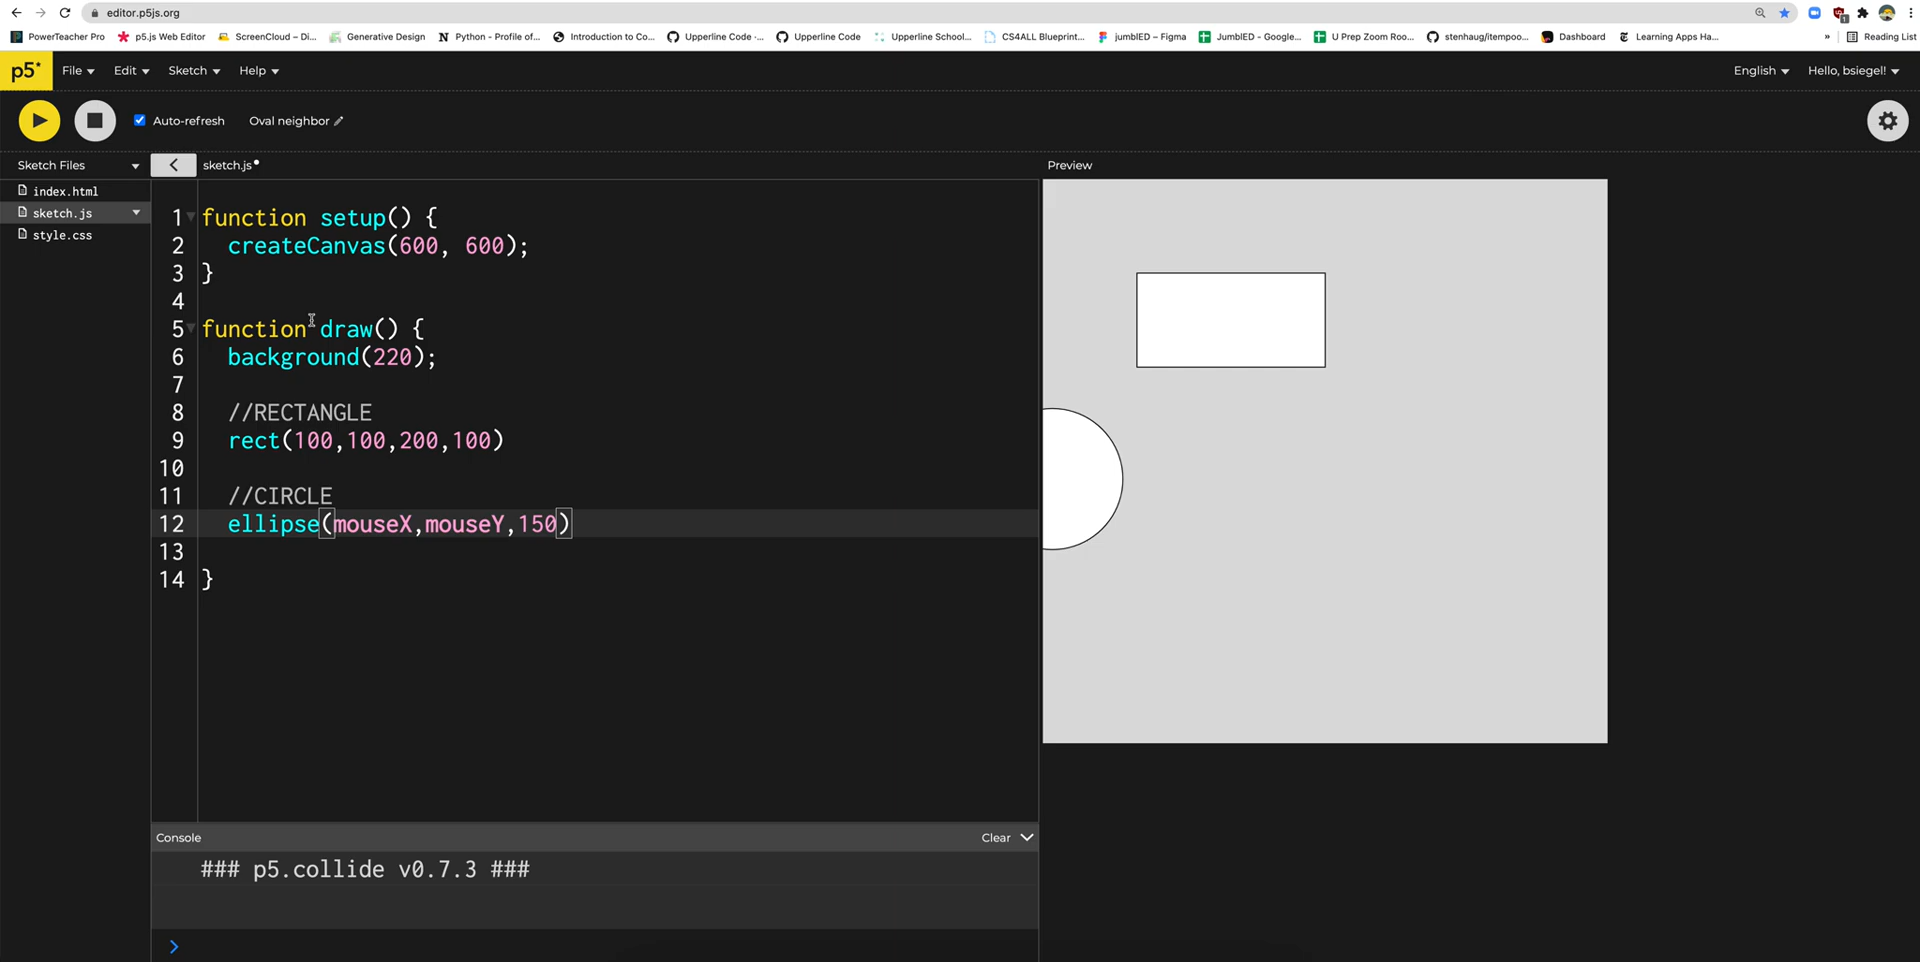 editor.p5js.org
PowerTeacher Pro p5.js Web Editor ScreenCloud – Di... Generative Design Python - Profile of... Introduction to Co... Upperline Code -... Upperline Code Upperline School... CS4ALL Blueprint... jumblED – Figma JumblED - Google... U Prep Zoom Roo... stenhaug/itempoo... Dashboard Learning Apps Ha... » Reading List
p5* File Edit Sketch Help English Hello, bsiegel!
Auto-refresh Oval neighbor
Sketch Files sketch.js Preview
index.html
sketch.js
style.css
1 function setup() {
2 createCanvas(600, 600);
3 }
4
5 function draw() {
6 background(220);
7
8 //RECTANGLE
9 rect(100,100,200,100)
10
11 //CIRCLE
12 ellipse(mouseX,mouseY,150)
13
14 }
Console Clear
### p5.collide v0.7.3 ###
>